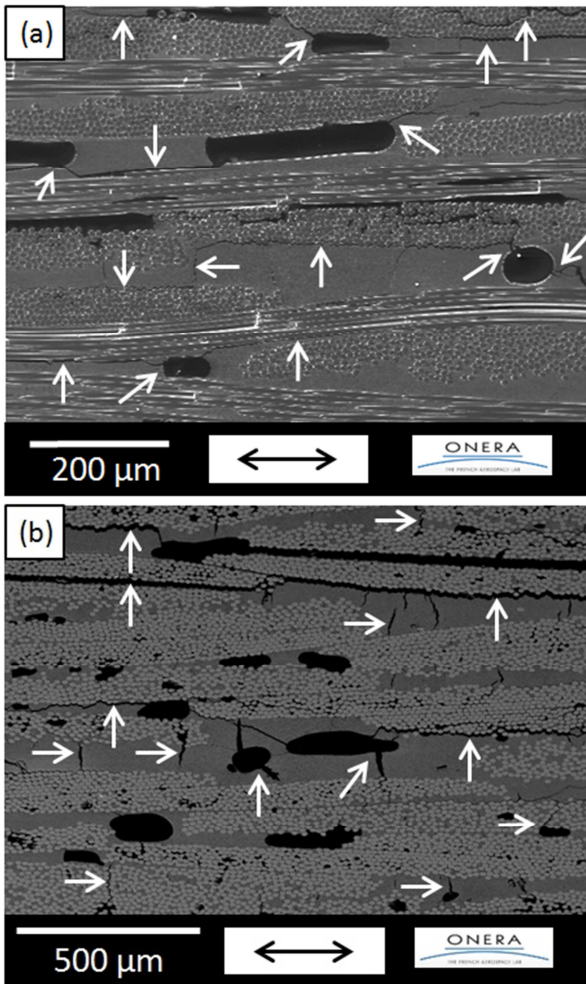 (a)
200 µm
ONERA
THE FRENCH AEROSPACE LAB
(b)
500 µm
ONERA
THE FRENCH AEROSPACE LAB